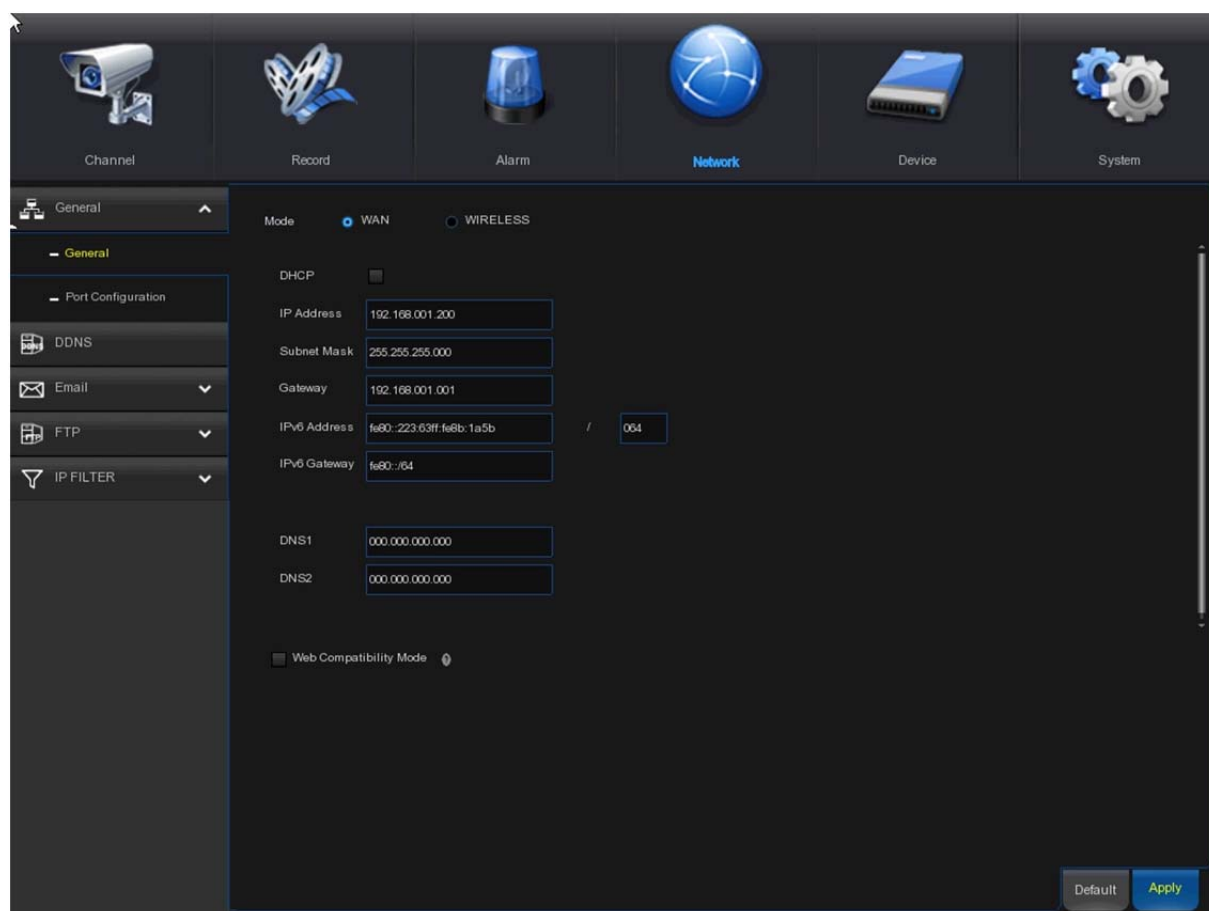 Channel Record Alarm Network Device System
General
General
Port Configuration
DDNS
Email
FTP
IP FILTER
Mode WAN WIRELESS
DHCP
IP Address 192.168.001.200
Subnet Mask 255.255.255.000
Gateway 192.168.001.001
IPv6 Address fe80::223:63ff:fe8b:1a5b / 064
IPv6 Gateway fe80::/64
DNS1 000.000.000.000
DNS2 000.000.000.000
Web Compatibility Mode
Default Apply